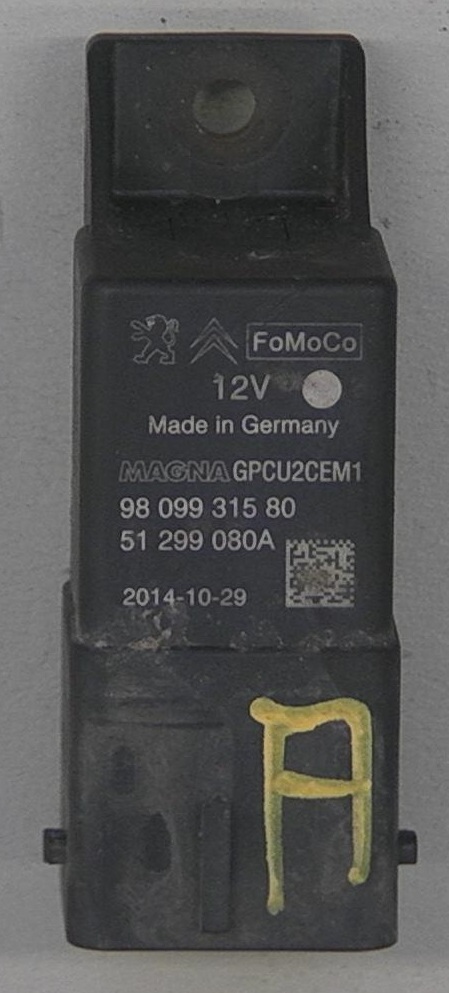 FoMoCo
12V
Made in Germany
MAGNA GPCU2CEM1
98 099 315 80
51 299 080A
2014-10-29
A